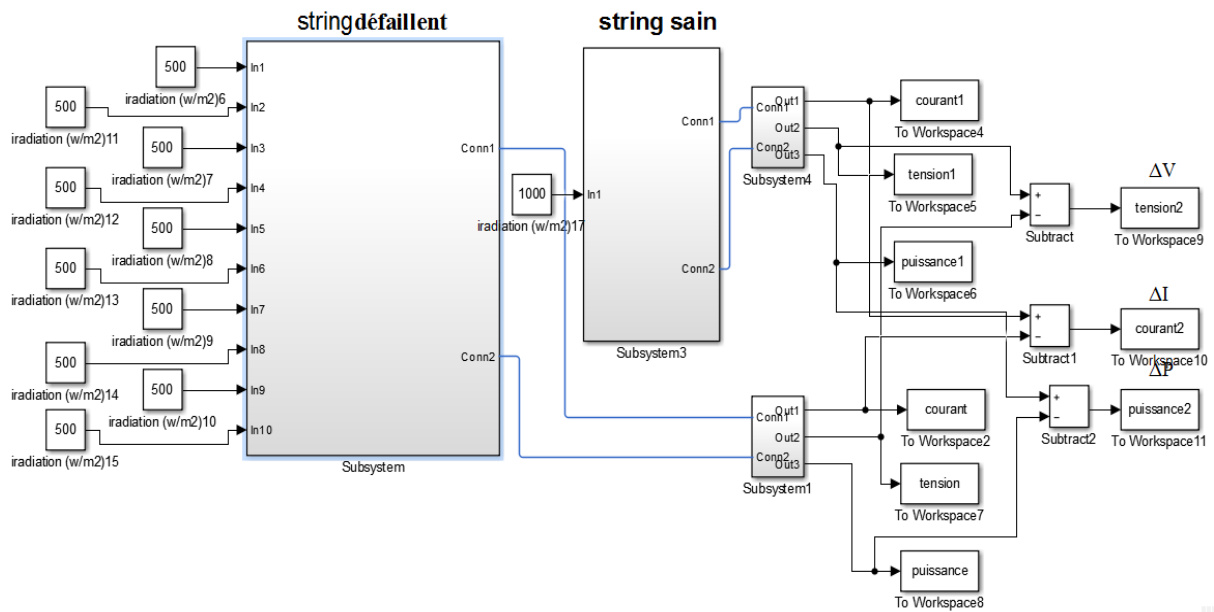 string défaillent
500
iradiation (w/m2)6
500
iradiation (w/m2)11
500
iradiation (w/m2)7
500
iradiation (w/m2)12
500
iradiation (w/m2)8
500
iradiation (w/m2)13
500
iradiation (w/m2)9
500
iradiation (w/m2)14
500
iradiation (w/m2)10
500
iradiation (w/m2)15
In1
In2
In3
In4
In5
In6
In7
In8
In9
In10
Conn1
Conn2
Subsystem
string sain
1000
iradiation (w/m2)17
In1
Conn1
Conn2
Subsystem3
Conn1
Conn2
Out1
Out2
Out3
Subsystem4
courant1
To Workspace4
tension1
To Workspace5
puissance1
To Workspace6
Conn1
Conn2
Out1
Out2
Out3
Subsystem1
courant
To Workspace2
tension
To Workspace7
puissance
To Workspace8
+
−
Subtract
ΔV
tension2
To Workspace9
+
−
Subtract1
ΔI
courant2
To Workspace10
+
−
Subtract2
ΔP
puissance2
To Workspace11